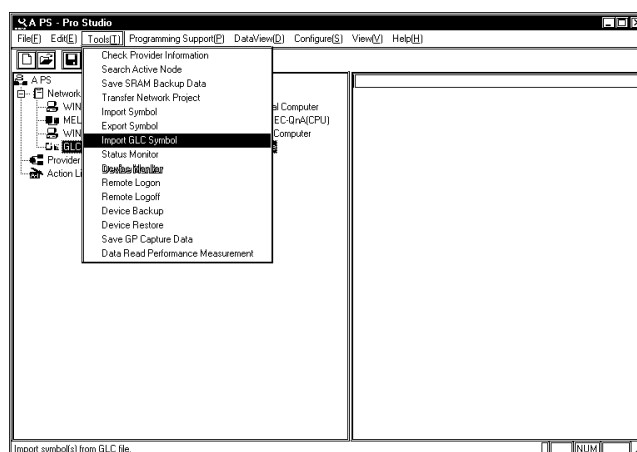 A PS - Pro Studio
File(F) Edit(E) Tools(T) Programming Support(P) DataView(D) Configure(S) View(V) Help(H)
Check Provider Information
Search Active Node
Save SRAM Backup Data
Transfer Network Project
Import Symbol
Export Symbol
Import GLC Symbol
Status Monitor
Device Monitor
Remote Logon
Remote Logoff
Device Backup
Device Restore
Save GP Capture Data
Data Read Performance Measurement
A PS
Network
WIN al Computer
MEL EC-QnA(CPU)
WIN Computer
GLC
Provider
Action Li
Import symbol(s) from GLC file.
NUM